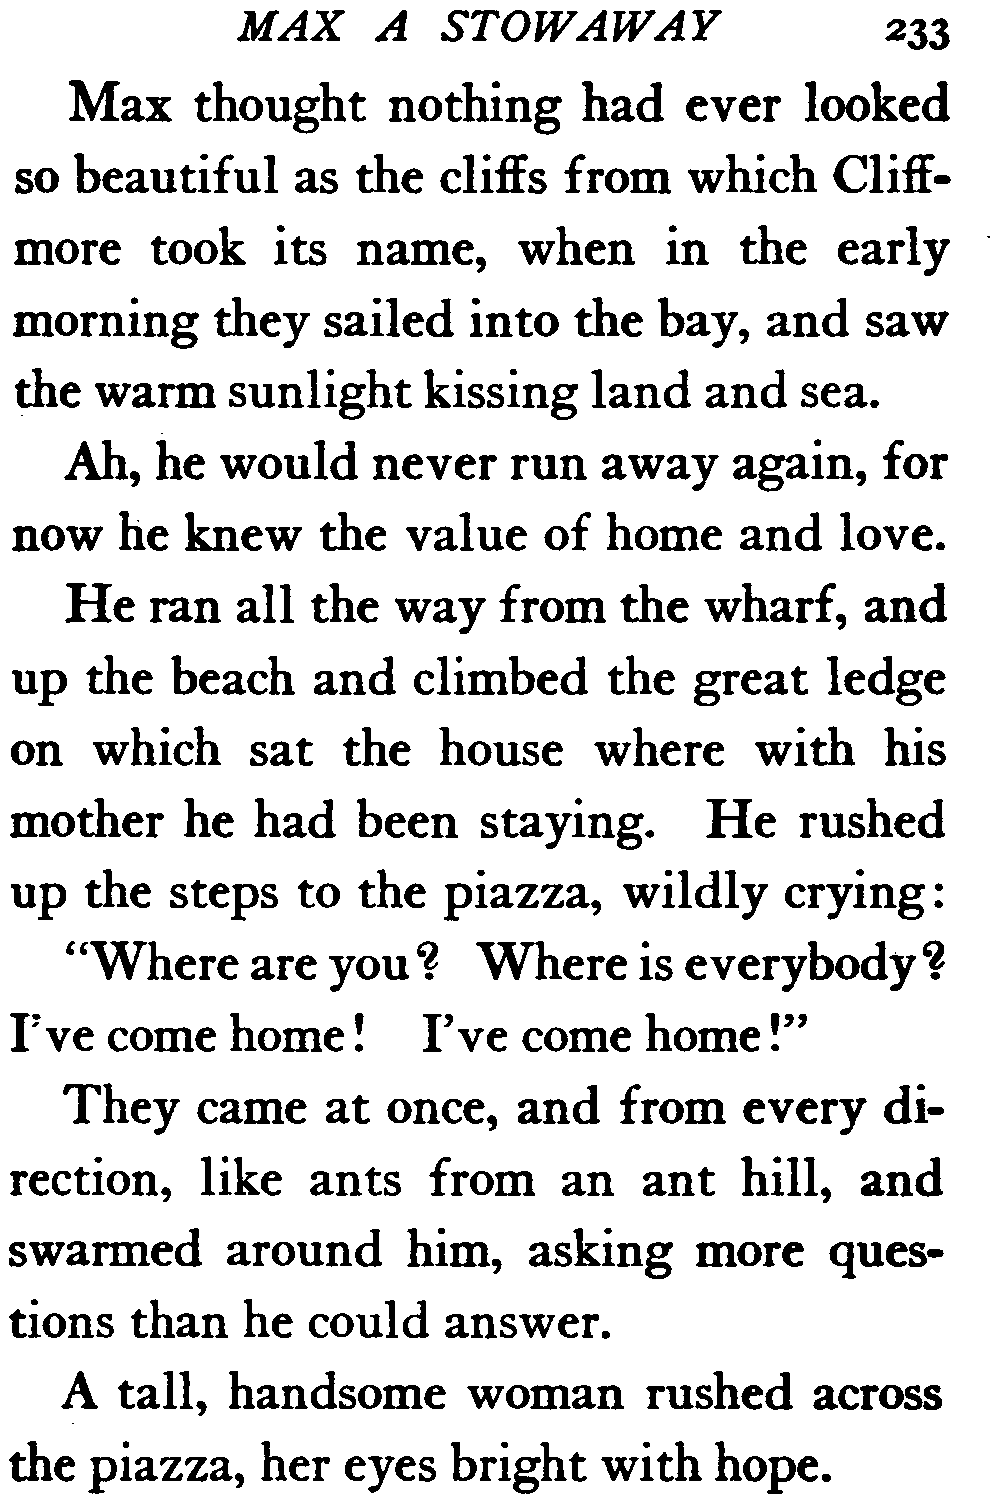 MAX A STOWAWAY 233
Max thought nothing had ever looked
so beautiful as the cliffs from which Cliff-
more took its name, when in the early
morning they sailed into the bay, and saw
the warm sunlight kissing land and sea.
Ah, he would never run away again, for
now he knew the value of home and love.
He ran all the way from the wharf, and
up the beach and climbed the great ledge
on which sat the house where with his
mother he had been staying. He rushed
up the steps to the piazza, wildly crying:
“Where are you? Where is everybody?
I’ve come home! I’ve come home!”
They came at once, and from every di-
rection, like ants from an ant hill, and
swarmed around him, asking more ques-
tions than he could answer.
A tall, handsome woman rushed across
the piazza, her eyes bright with hope.